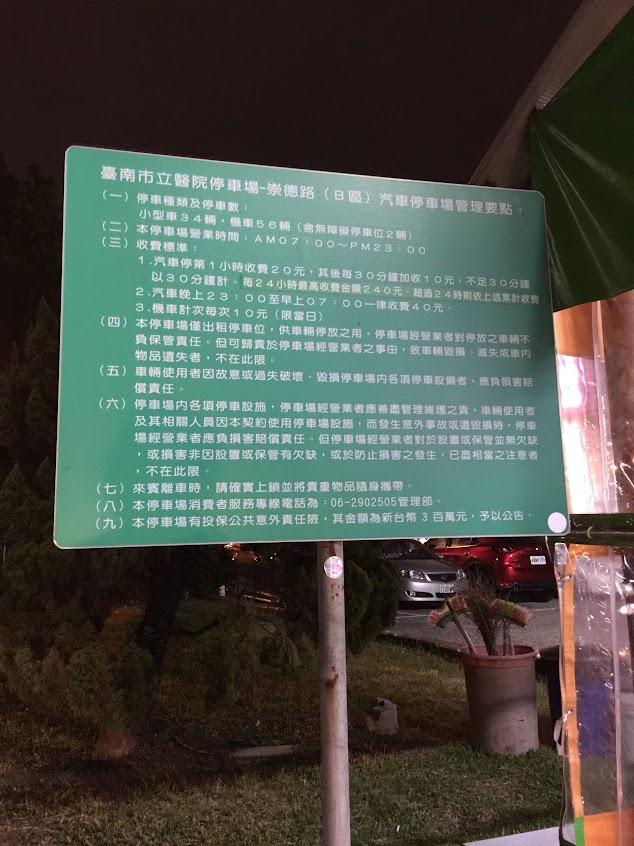 臺南市立醫院停車場-崇德路（B區）汽車停車場管理要點：
（一）停車種類及停車數：
小型車34輛，機車56輛（含無障礙停車位2輛）
（二）本停車場營業時間：AM07：00～PM23：00
（三）收費標準：
1.汽車停第1小時收費20元，其後每30分鐘加收10元，不足30分鐘
以30分鐘計。每24小時最高收費金額240元。超過24時則依上述累計收費。
2.汽車晚上23：00至早上07：00一律收費40元。
3.機車計次每次10元（限當日）
（四）本停車場僅出租停車位，供車輛停放之用，停車場經營業者對停放之車輛不
負保管責任。但可歸責於停車場經營業者之事由，致車輛毀損、滅失或車內
物品遺失者，不在此限。
（五）車輛使用者因故意或過失破壞、毀損停車場內各項停車設備者，應負損害賠
償責任。
（六）停車場內各項停車設施，停車場經營業者應善盡管理維護之責，車輛使用者
及其相關人員因本契約使用停車場設施，而發生意外事故或遭毀損時，停車
場經營業者應負損害賠償責任。但停車場經營業者對於設置或保管並無欠缺
，或損害非因設置或保管有欠缺，或於防止損害之發生，已盡相當之注意者
，不在此限。
（七）來賓離車時，請確實上鎖並將貴重物品隨身攜帶。
（八）本停車場消費者服務專線電話為：06-2902505管理部。
（九）本停車場有投保公共意外責任險，其金額為新台幣3百萬元，予以公告。